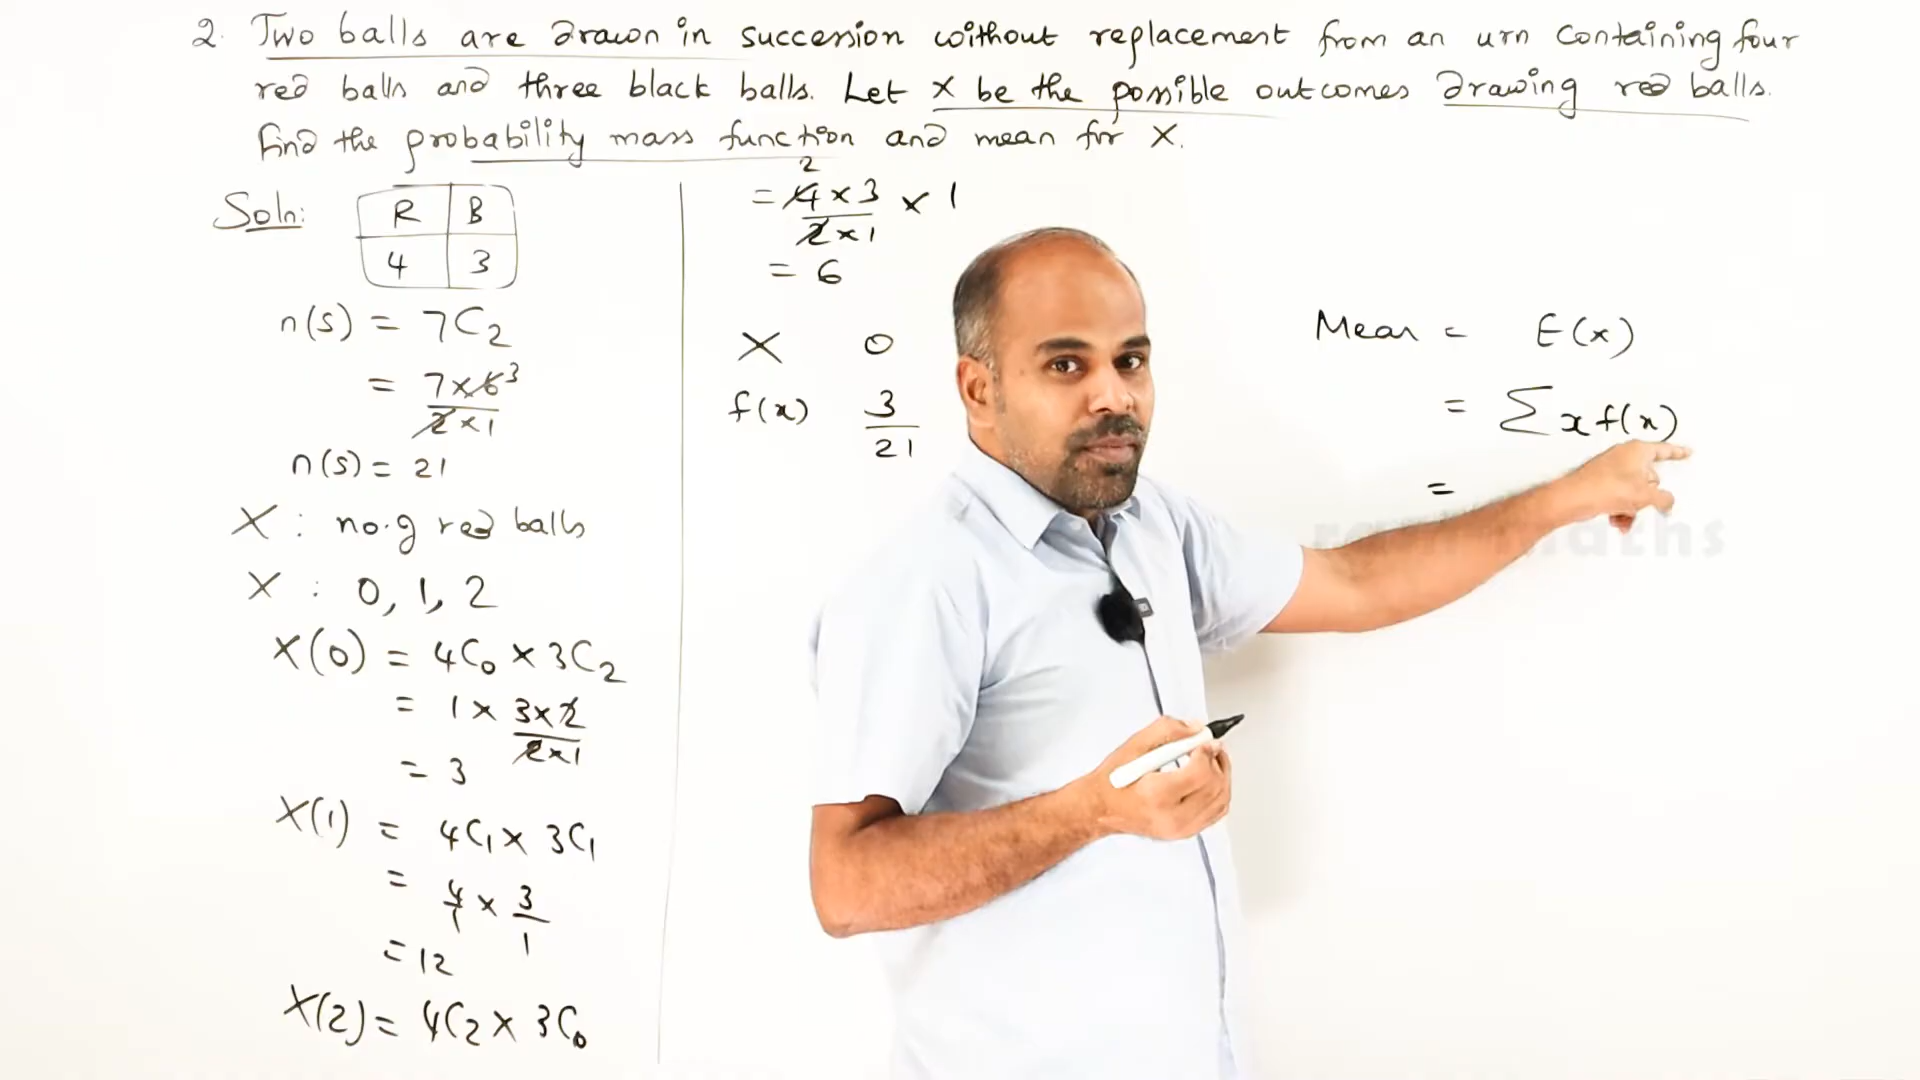 2. Two balls are drawn in succession without replacement from an urn containing four
red balls and three black balls. Let X be the possible outcomes drawing red balls.
Find the probability mass function and mean for X.
Soln:
R B
4 3
n(s) = 7C2
= 7×6 3
2×1
n(s) = 21
X : no.of red balls
X : 0, 1, 2
X(0) = 4C0 × 3C2
= 1 × 3×2
2×1
= 3
X(1) = 4C1 × 3C1
= 4/1 × 3/1
= 12
X(2) = 4C2 × 3C0
2
= 4×3 × 1
2×1
= 6
X 0
f(x) 3/21
Mean = E(x)
= Σ x f(x)
=